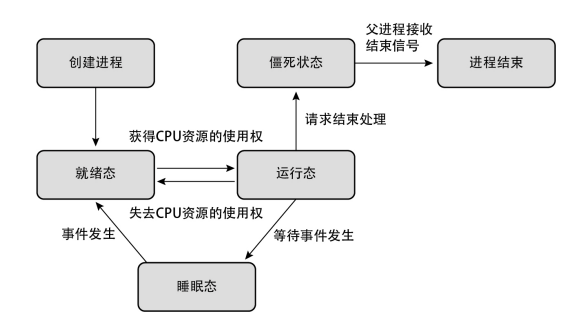 父进程接收
结束信号
创建进程
僵死状态
进程结束
请求结束处理
获得CPU资源的使用权
就绪态
运行态
失去CPU资源的使用权
事件发生
等待事件发生
睡眠态